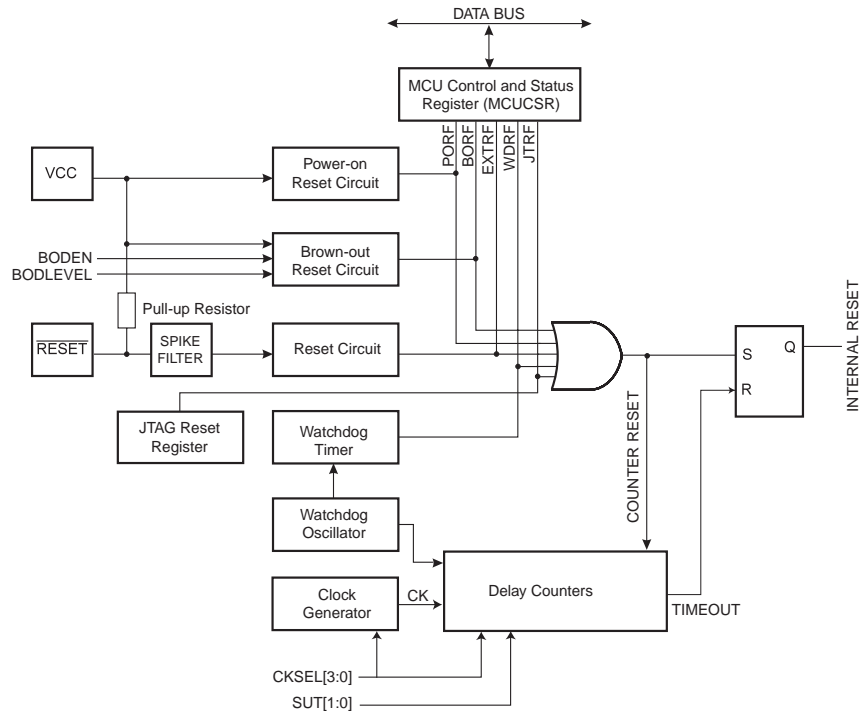 DATA BUS
MCU Control and Status
Register (MCUCSR)
PORF
BORF
EXTRF
WDRF
JTRF
VCC
Power-on
Reset Circuit
BODEN
BODLEVEL
Brown-out
Reset Circuit
Pull-up Resistor
RESET
SPIKE
FILTER
Reset Circuit
JTAG Reset
Register
Watchdog
Timer
Watchdog
Oscillator
Clock
Generator
CK
Delay Counters
CKSEL[3:0]
SUT[1:0]
COUNTER RESET
TIMEOUT
S
R
Q
INTERNAL RESET